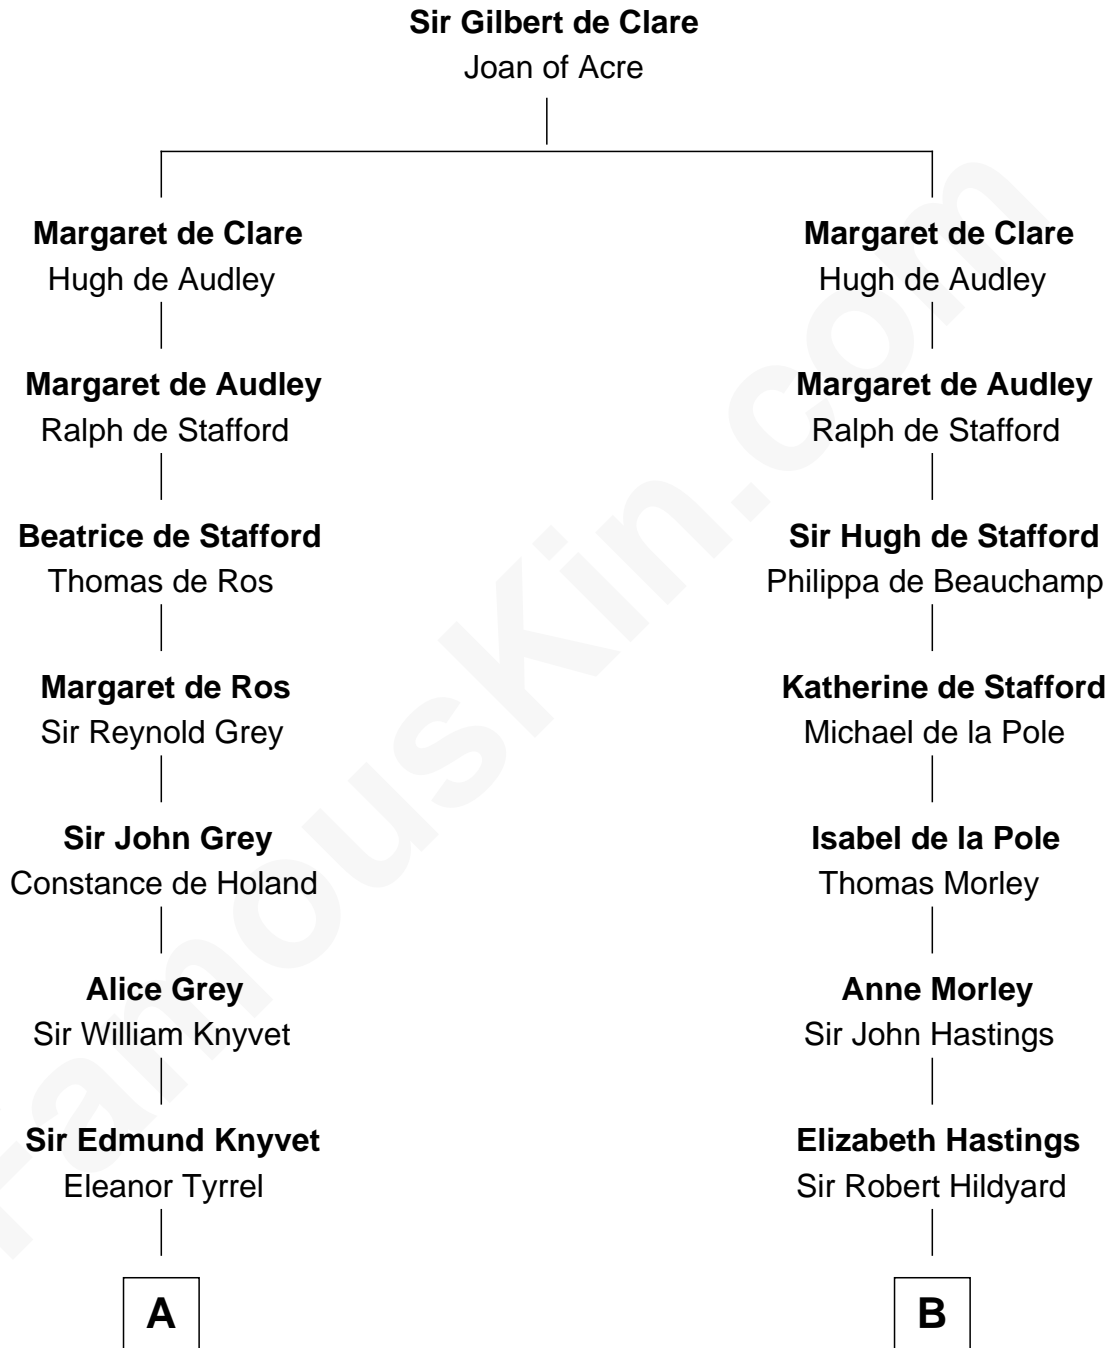 Sir Gilbert de Clare
Joan of Acre
Margaret de Clare
Hugh de Audley
Margaret de Clare
Hugh de Audley
Margaret de Audley
Ralph de Stafford
Margaret de Audley
Ralph de Stafford
Beatrice de Stafford
Thomas de Ros
Sir Hugh de Stafford
Philippa de Beauchamp
Margaret de Ros
Sir Reynold Grey
Katherine de Stafford
Michael de la Pole
Sir John Grey
Constance de Holand
Isabel de la Pole
Thomas Morley
Alice Grey
Sir William Knyvet
Anne Morley
Sir John Hastings
Sir Edmund Knyvet
Eleanor Tyrrel
Elizabeth Hastings
Sir Robert Hildyard
A
B
FamousKin.com